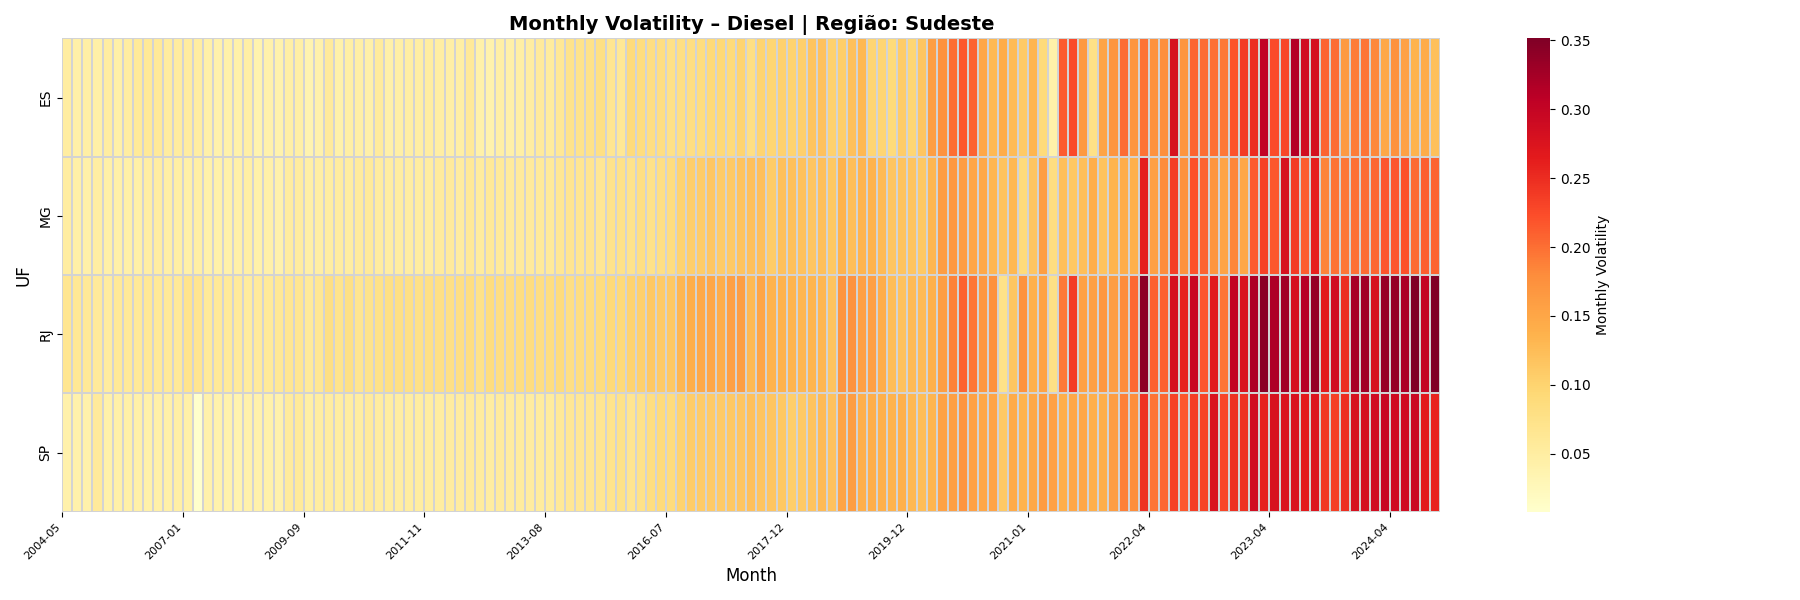 Monthly Volatility – Diesel | Região: Sudeste
UF
ES
MG
RJ
SP
2004-05
2007-01
2009-09
2011-11
2013-08
2016-07
2017-12
2019-12
2021-01
2022-04
2023-04
2024-04
Month
0.35
0.30
0.25
0.20
0.15
0.10
0.05
Monthly Volatility